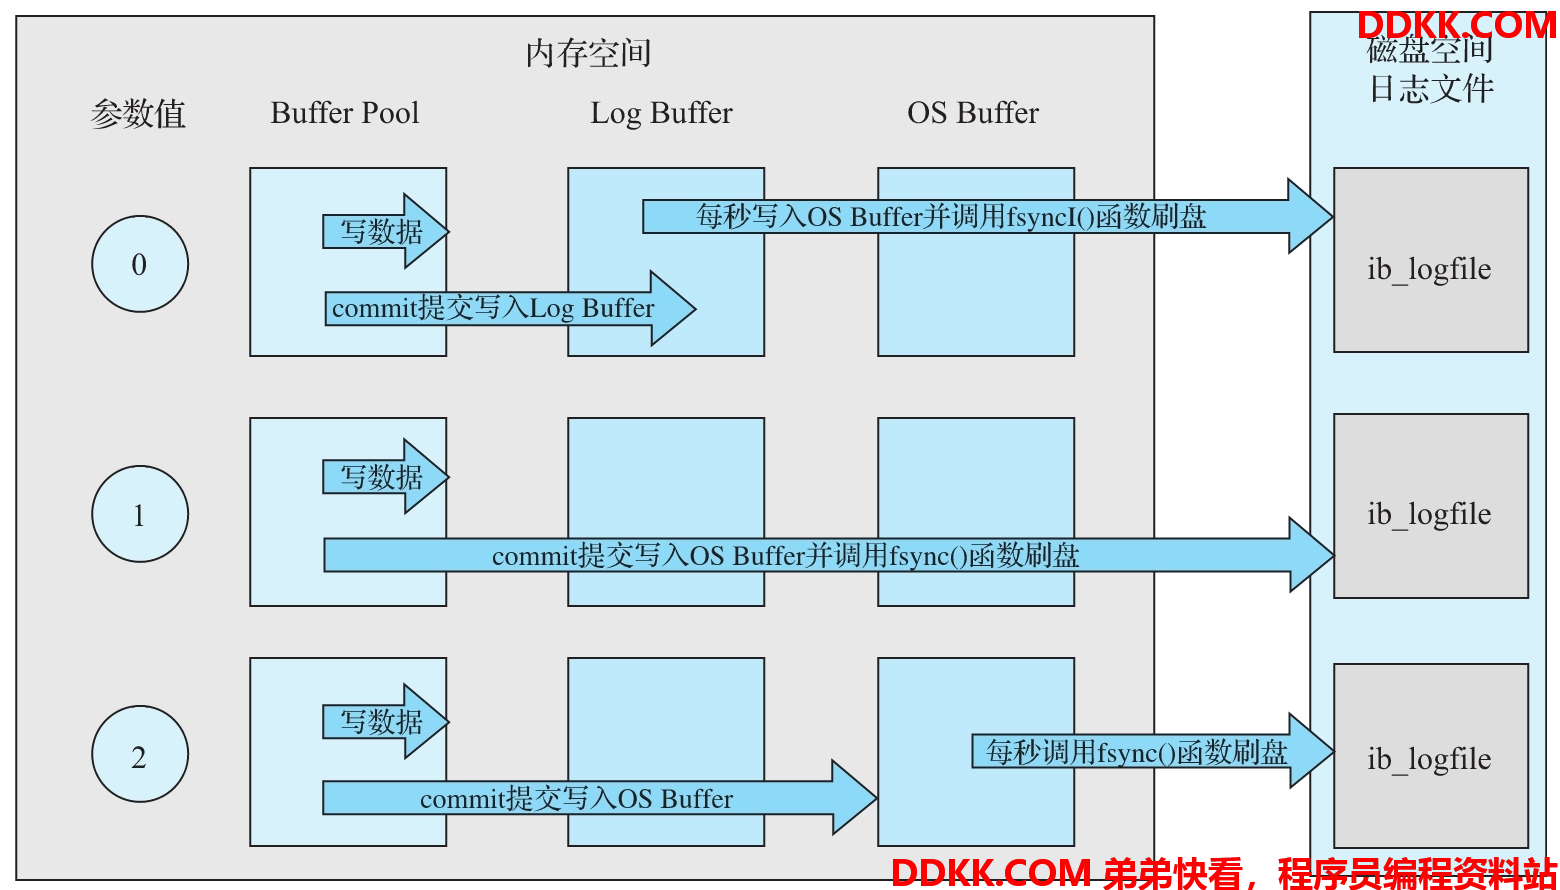 DDKK.COM
内存空间
磁盘空间
日志文件
参数值
Buffer Pool
Log Buffer
OS Buffer
0
写数据
每秒写入OS Buffer并调用fsyncI()函数刷盘
commit提交写入Log Buffer
ib_logfile
1
写数据
commit提交写入OS Buffer并调用fsync()函数刷盘
ib_logfile
2
写数据
每秒调用fsync()函数刷盘
commit提交写入OS Buffer
ib_logfile
DDKK.COM 弟弟快看，程序员编程资料站